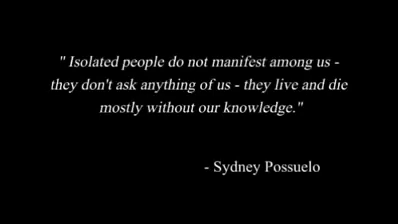 " Isolated people do not manifest among us -
they don't ask anything of us - they live and die
mostly without our knowledge."
- Sydney Possuelo